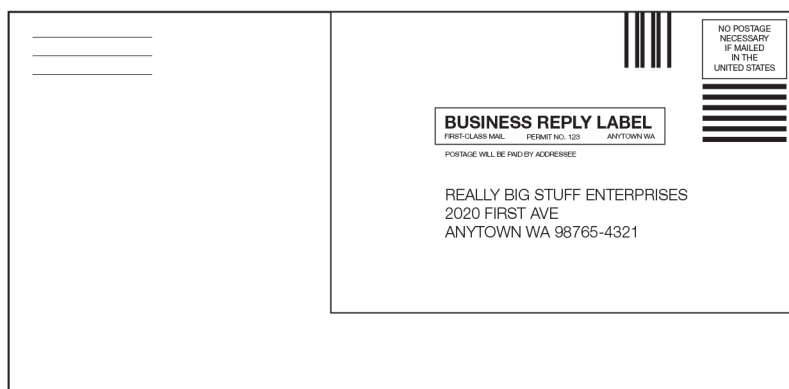 NO POSTAGE
NECESSARY
IF MAILED
IN THE
UNITED STATES
BUSINESS REPLY LABEL
FIRST-CLASS MAIL PERMIT NO. 123 ANYTOWN WA
POSTAGE WILL BE PAID BY ADDRESSEE
REALLY BIG STUFF ENTERPRISES
2020 FIRST AVE
ANYTOWN WA 98765-4321